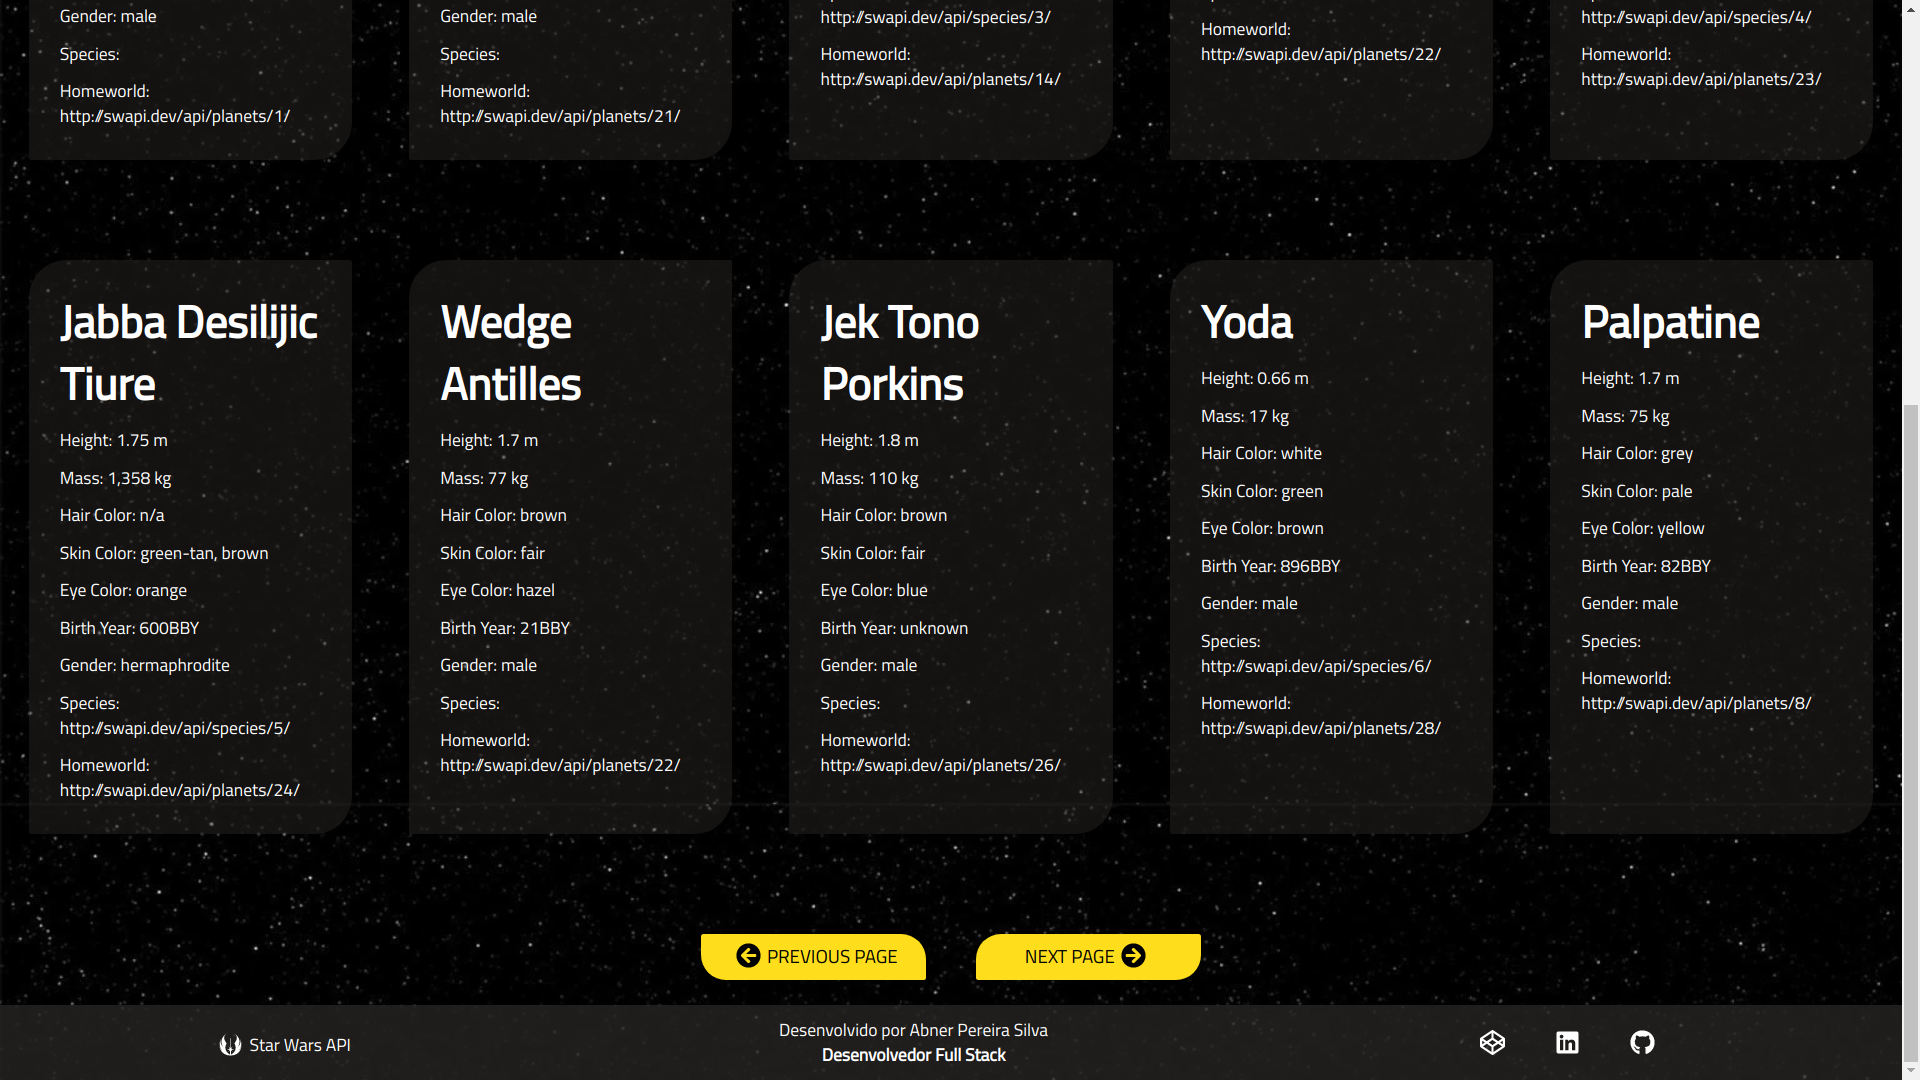 Gender: male
Species:
Homeworld:
http://swapi.dev/api/planets/1/
Gender: male
Species:
Homeworld:
http://swapi.dev/api/planets/21/
http://swapi.dev/api/species/3/
Homeworld:
http://swapi.dev/api/planets/14/
Homeworld:
http://swapi.dev/api/planets/22/
http://swapi.dev/api/species/4/
Homeworld:
http://swapi.dev/api/planets/23/
Jabba Desilijic
Tiure
Height: 1.75 m
Mass: 1,358 kg
Hair Color: n/a
Skin Color: green-tan, brown
Eye Color: orange
Birth Year: 600BBY
Gender: hermaphrodite
Species:
http://swapi.dev/api/species/5/
Homeworld:
http://swapi.dev/api/planets/24/
Wedge
Antilles
Height: 1.7 m
Mass: 77 kg
Hair Color: brown
Skin Color: fair
Eye Color: hazel
Birth Year: 21BBY
Gender: male
Species:
Homeworld:
http://swapi.dev/api/planets/22/
Jek Tono
Porkins
Height: 1.8 m
Mass: 110 kg
Hair Color: brown
Skin Color: fair
Eye Color: blue
Birth Year: unknown
Gender: male
Species:
Homeworld:
http://swapi.dev/api/planets/26/
Yoda
Height: 0.66 m
Mass: 17 kg
Hair Color: white
Skin Color: green
Eye Color: brown
Birth Year: 896BBY
Gender: male
Species:
http://swapi.dev/api/species/6/
Homeworld:
http://swapi.dev/api/planets/28/
Palpatine
Height: 1.7 m
Mass: 75 kg
Hair Color: grey
Skin Color: pale
Eye Color: yellow
Birth Year: 82BBY
Gender: male
Species:
Homeworld:
http://swapi.dev/api/planets/8/
PREVIOUS PAGE
NEXT PAGE
Star Wars API
Desenvolvido por Abner Pereira Silva
Desenvolvedor Full Stack